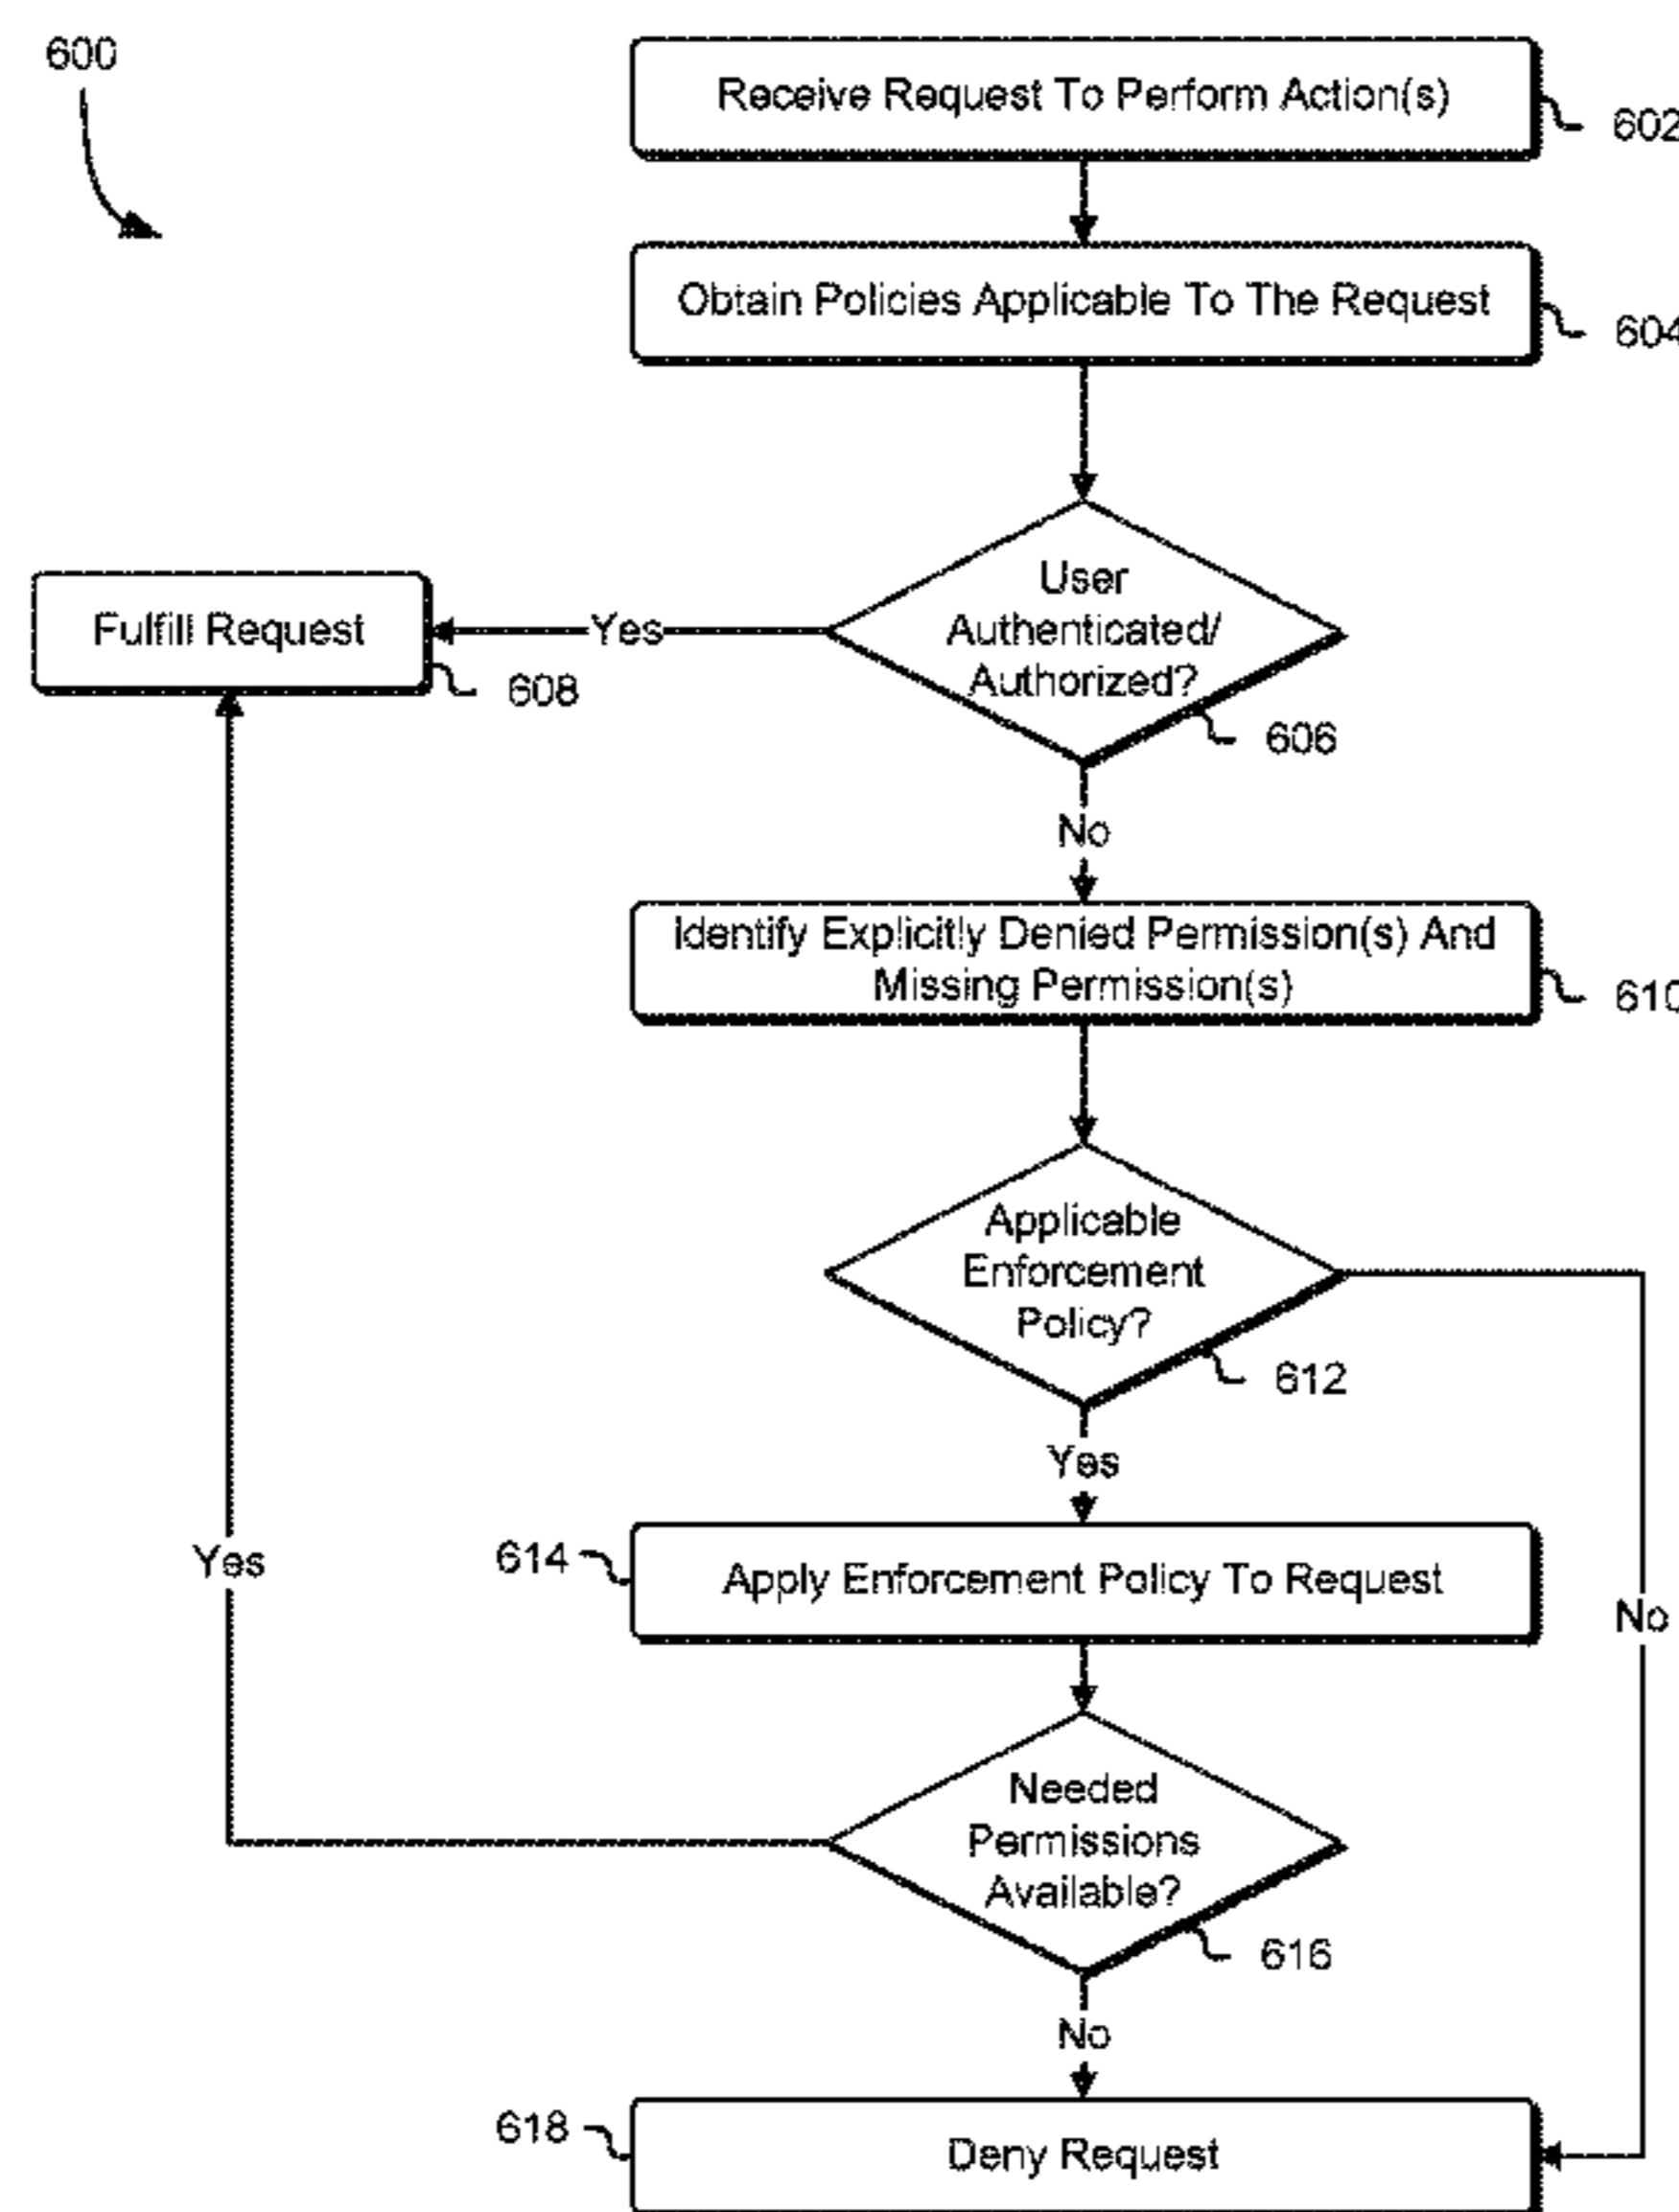 600
Receive Request To Perform Action(s)
602
Obtain Policies Applicable To The Request
604
User
Authenticated/
Authorized?
606
Yes
Fulfill Request
608
No
Identify Explicitly Denied Permission(s) And
Missing Permission(s)
610
Applicable
Enforcement
Policy?
612
Yes
No
614
Apply Enforcement Policy To Request
Yes
Needed
Permissions
Available?
616
No
618
Deny Request